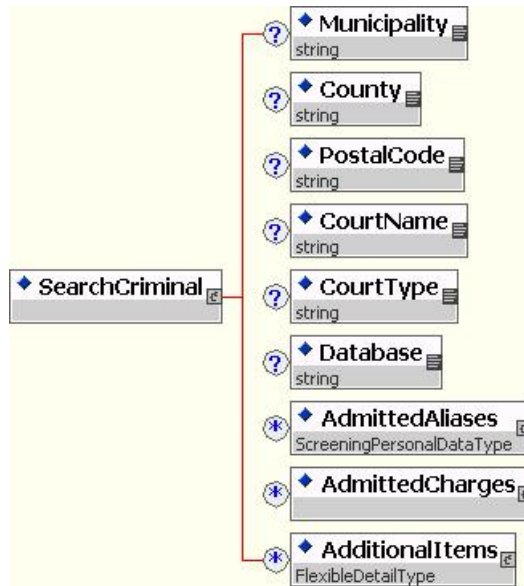 Municipality
string
County
string
PostalCode
string
CourtName
string
SearchCriminal
CourtType
string
Database
string
AdmittedAliases
ScreeningPersonalDataType
AdmittedCharges
AdditionalItems
FlexibleDetailType